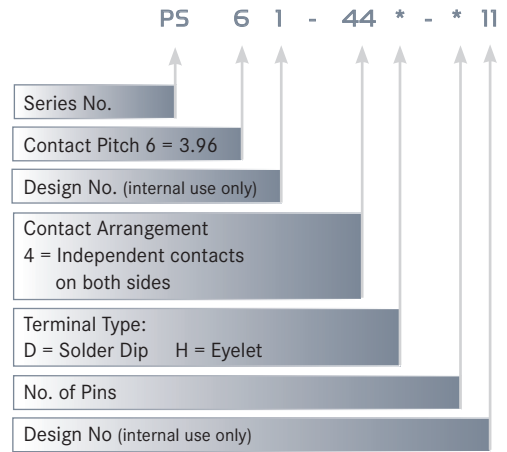 PS 6 1 - 44 * - * 11
Series No.
Contact Pitch 6 = 3.96
Design No. (internal use only)
Contact Arrangement
4 = Independent contacts
on both sides
Terminal Type:
D = Solder Dip H = Eyelet
No. of Pins
Design No (internal use only)